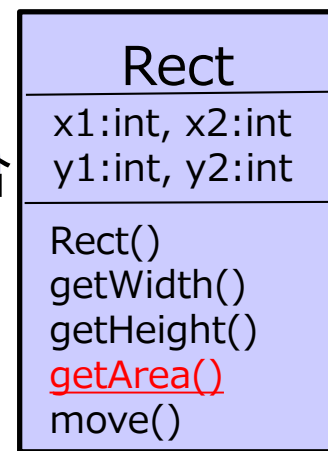 Rect
x1:int, x2:int
y1:int, y2:int
Rect()
getWidth()
getHeight()
getArea()
move()